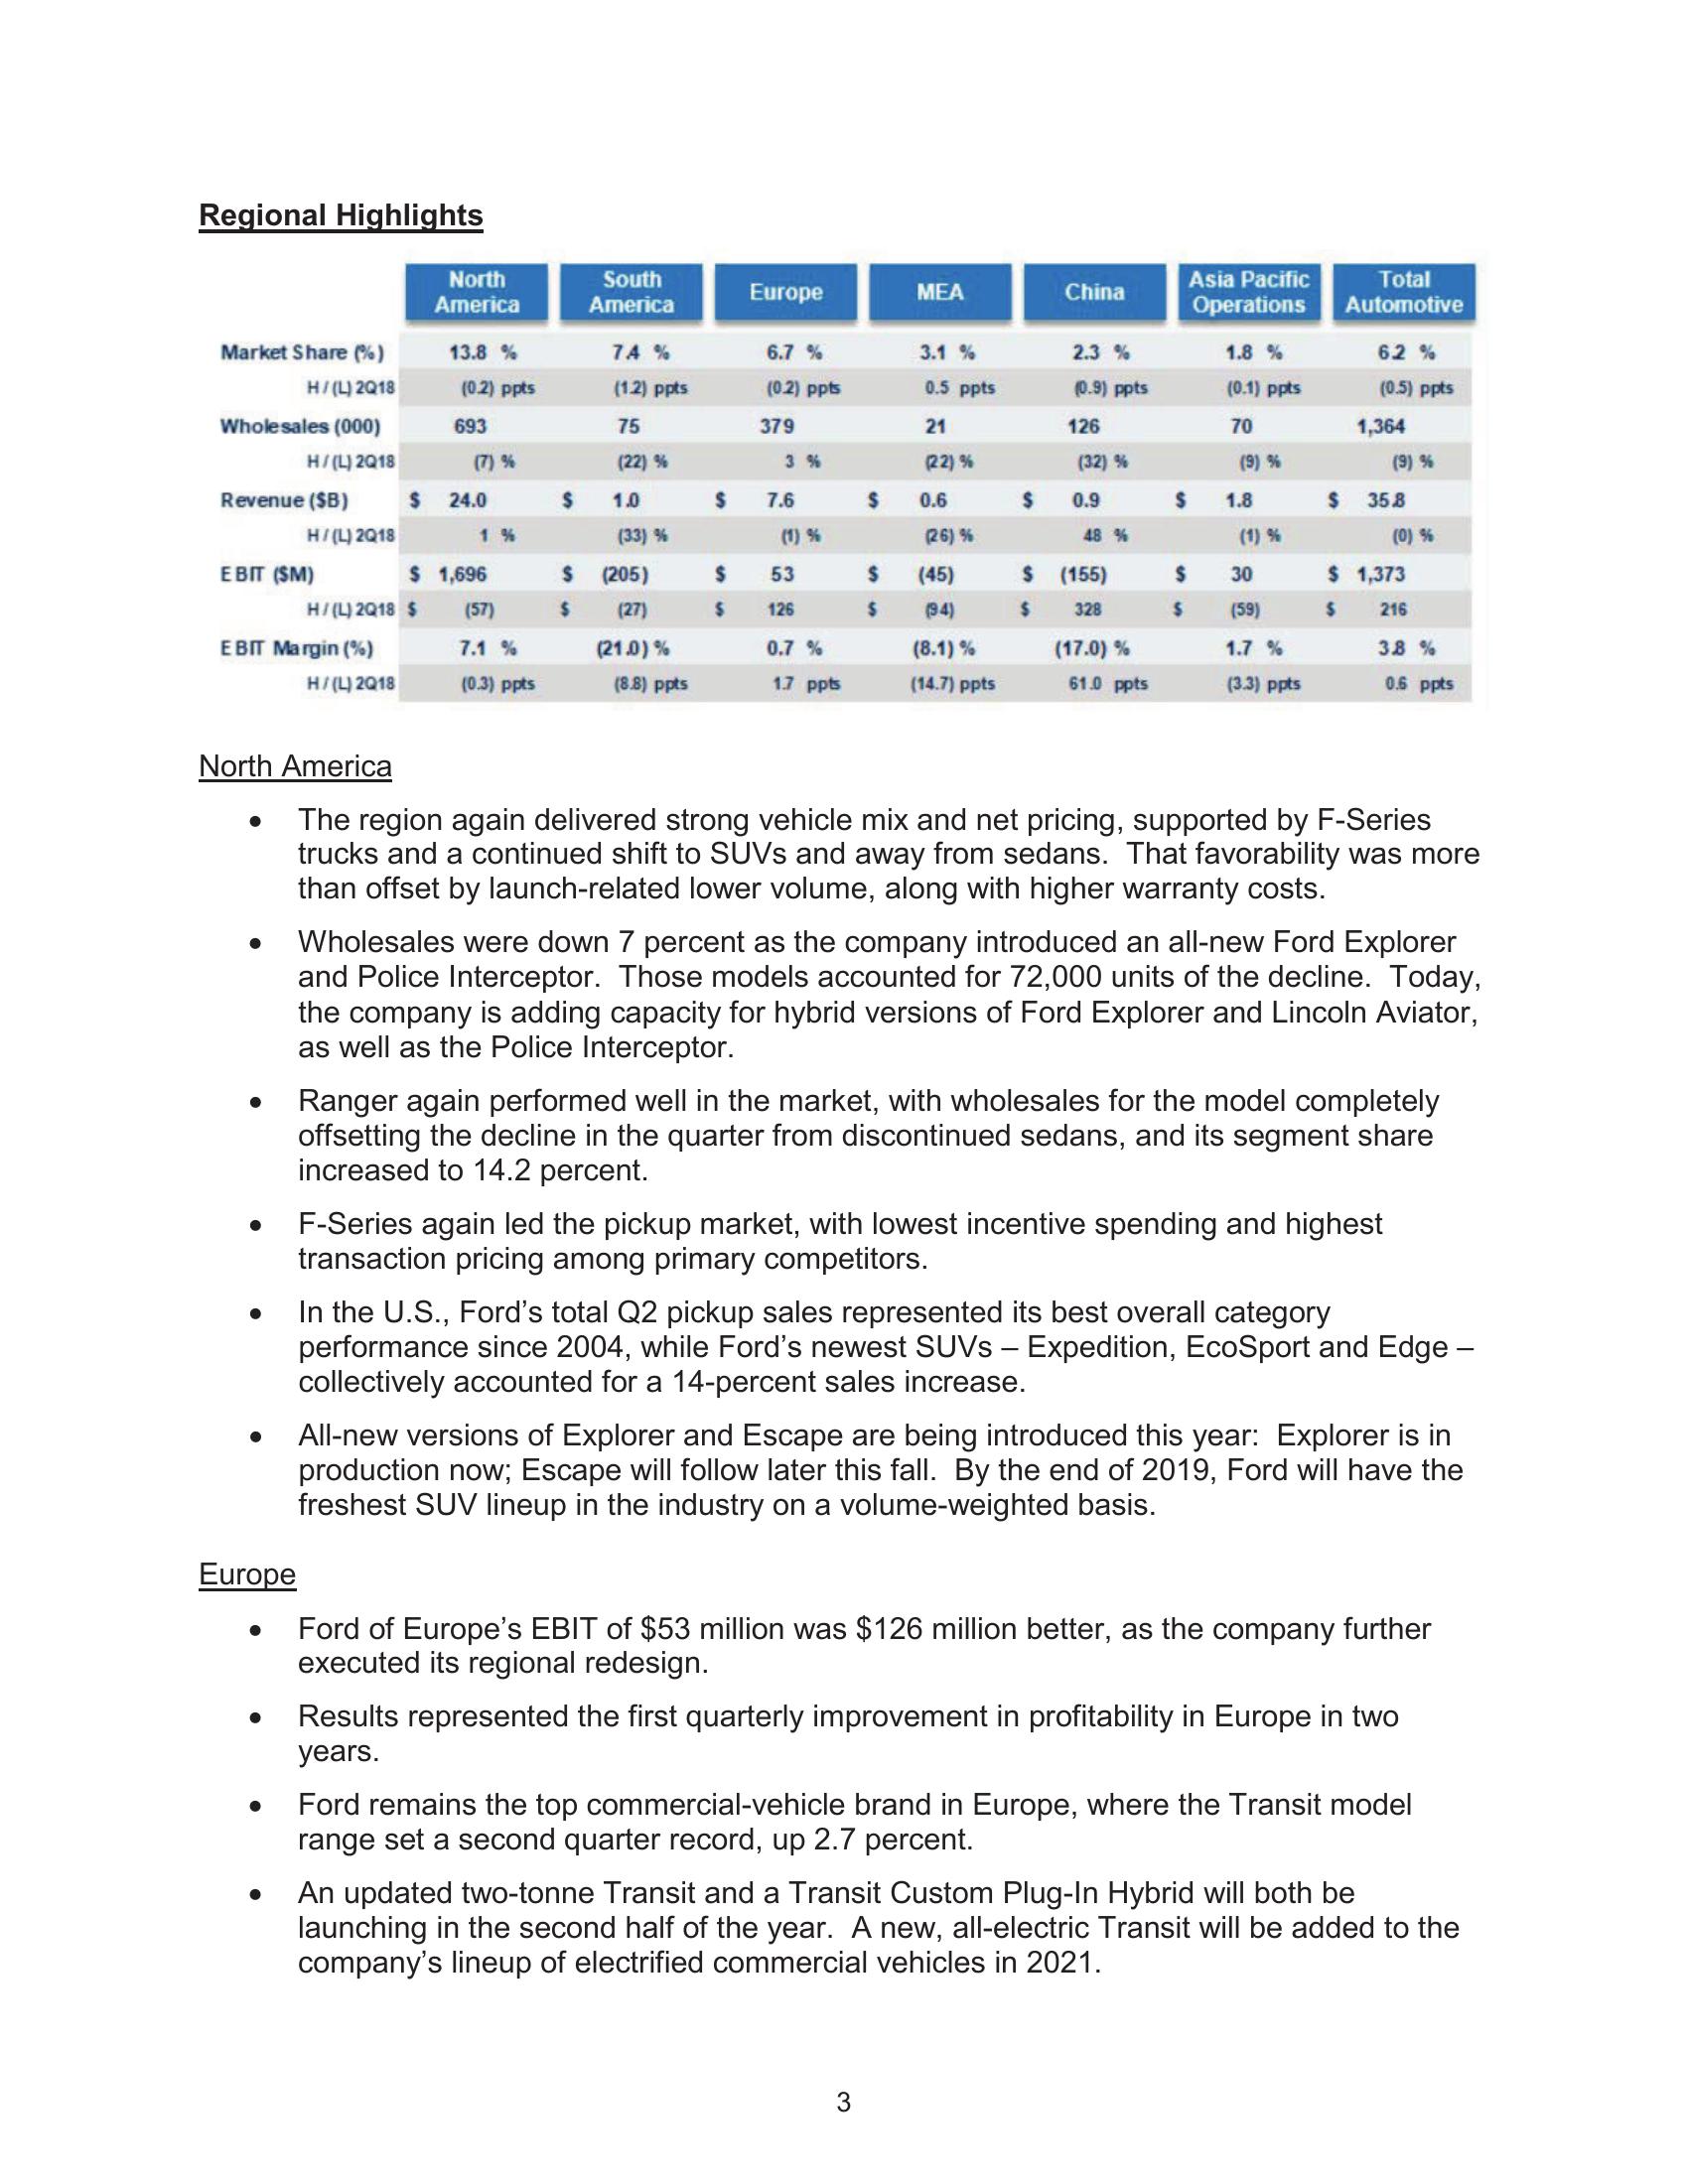 Regional Highlights
North America South America Europe MEA China Asia Pacific Operations Total Automotive
Market Share (%) 13.8 % 7.4 % 6.7 % 3.1 % 2.3 % 1.8 % 6.2 %
H / (L) 2Q18 (0.2) ppts (1.2) ppts (0.2) ppts 0.5 ppts (0.9) ppts (0.1) ppts (0.5) ppts
Wholesales (000) 693 75 379 21 126 70 1,364
H / (L) 2Q18 (7) % (22) % 3 % (22) % (32) % (9) % (9) %
Revenue ($B) $ 24.0 $ 1.0 $ 7.6 $ 0.6 $ 0.9 $ 1.8 $ 35.8
H / (L) 2Q18 1 % (33) % (1) % (26) % 48 % (1) % (0) %
EBIT ($M) $ 1,696 $ (205) $ 53 $ (45) $ (155) $ 30 $ 1,373
H / (L) 2Q18 $ (57) $ (27) $ 126 $ (94) $ 328 $ (59) $ 216
EBIT Margin (%) 7.1 % (21.0) % 0.7 % (8.1) % (17.0) % 1.7 % 3.8 %
H / (L) 2Q18 (0.3) ppts (8.8) ppts 1.7 ppts (14.7) ppts 61.0 ppts (3.3) ppts 0.6 ppts
North America
• The region again delivered strong vehicle mix and net pricing, supported by F-Series
trucks and a continued shift to SUVs and away from sedans. That favorability was more
than offset by launch-related lower volume, along with higher warranty costs.
• Wholesales were down 7 percent as the company introduced an all-new Ford Explorer
and Police Interceptor. Those models accounted for 72,000 units of the decline. Today,
the company is adding capacity for hybrid versions of Ford Explorer and Lincoln Aviator,
as well as the Police Interceptor.
• Ranger again performed well in the market, with wholesales for the model completely
offsetting the decline in the quarter from discontinued sedans, and its segment share
increased to 14.2 percent.
• F-Series again led the pickup market, with lowest incentive spending and highest
transaction pricing among primary competitors.
• In the U.S., Ford’s total Q2 pickup sales represented its best overall category
performance since 2004, while Ford’s newest SUVs – Expedition, EcoSport and Edge –
collectively accounted for a 14-percent sales increase.
• All-new versions of Explorer and Escape are being introduced this year: Explorer is in
production now; Escape will follow later this fall. By the end of 2019, Ford will have the
freshest SUV lineup in the industry on a volume-weighted basis.
Europe
• Ford of Europe’s EBIT of $53 million was $126 million better, as the company further
executed its regional redesign.
• Results represented the first quarterly improvement in profitability in Europe in two
years.
• Ford remains the top commercial-vehicle brand in Europe, where the Transit model
range set a second quarter record, up 2.7 percent.
• An updated two-tonne Transit and a Transit Custom Plug-In Hybrid will both be
launching in the second half of the year. A new, all-electric Transit will be added to the
company’s lineup of electrified commercial vehicles in 2021.
3